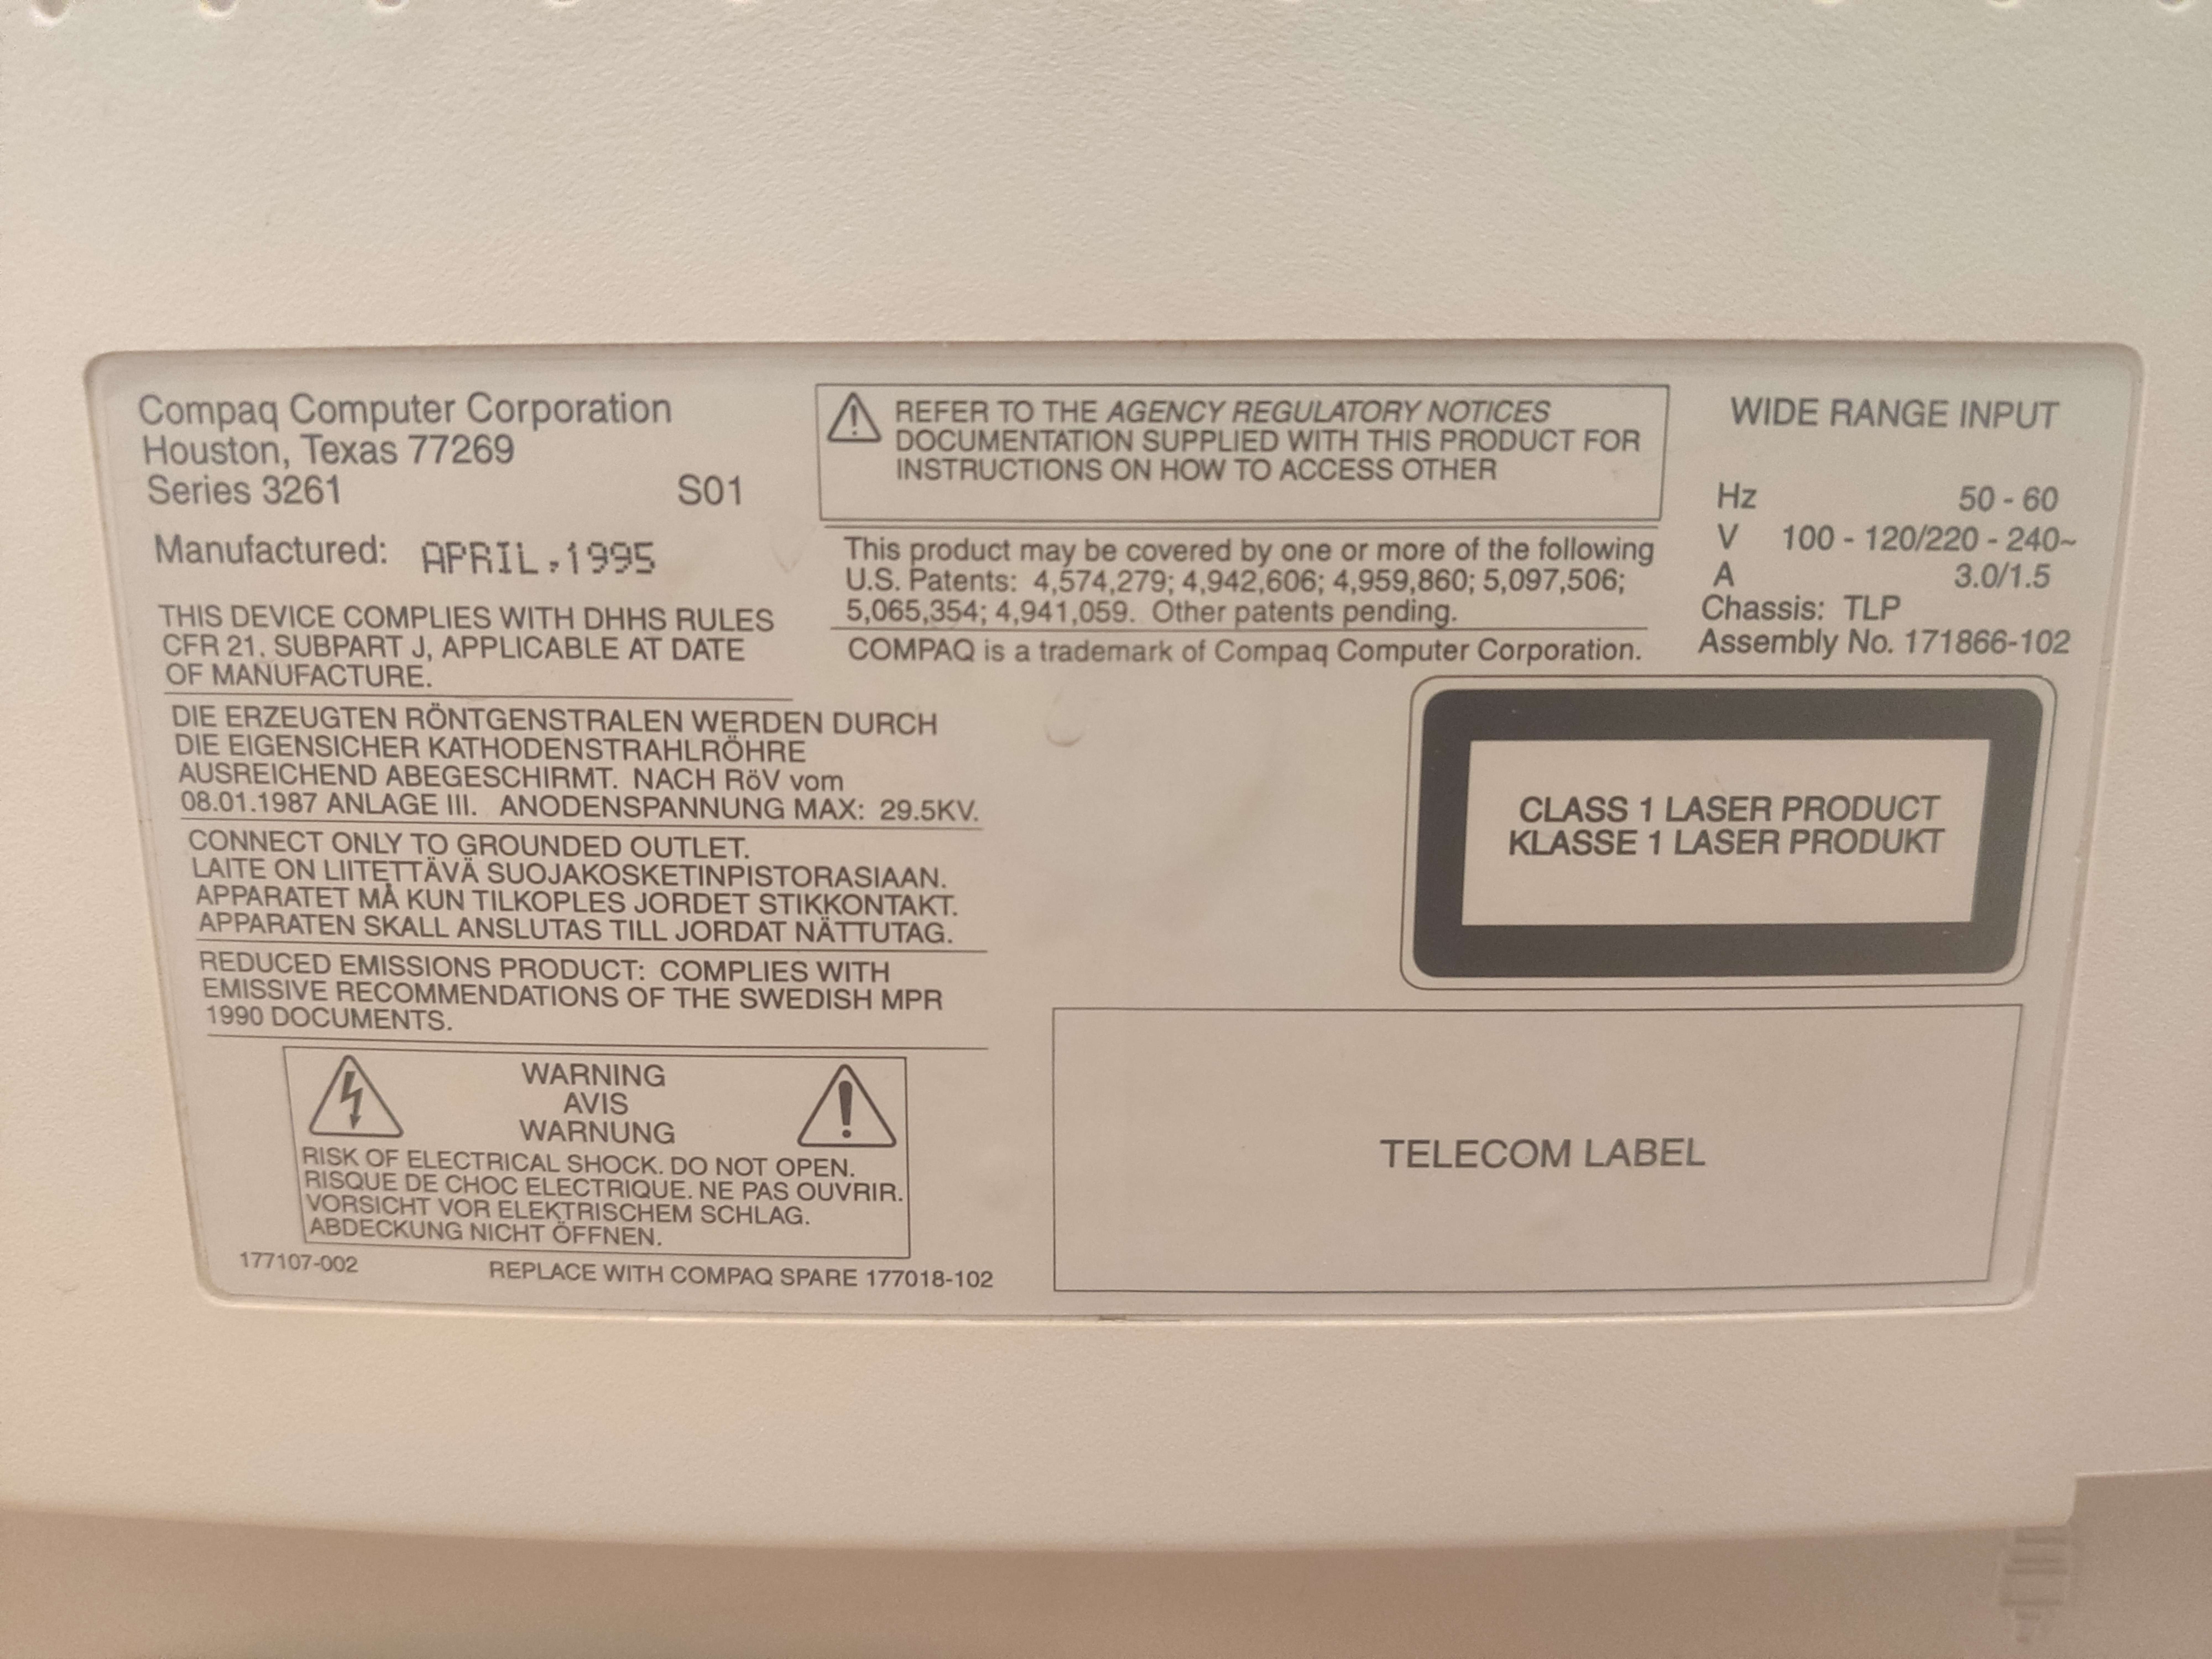 Compaq Computer Corporation
Houston, Texas 77269
Series 3261 S01
Manufactured: APRIL,1995
THIS DEVICE COMPLIES WITH DHHS RULES
CFR 21. SUBPART J, APPLICABLE AT DATE
OF MANUFACTURE.
DIE ERZEUGTEN RÖNTGENSTRALEN WERDEN DURCH
DIE EIGENSICHER KATHODENSTRAHLRÖHRE
AUSREICHEND ABEGESCHIRMT. NACH RöV vom
08.01.1987 ANLAGE III. ANODENSPANNUNG MAX: 29.5KV.
CONNECT ONLY TO GROUNDED OUTLET.
LAITE ON LIITETTÄVÄ SUOJAKOSKETINPISTORASIAAN.
APPARATET MÅ KUN TILKOPLES JORDET STIKKONTAKT.
APPARATEN SKALL ANSLUTAS TILL JORDAT NÄTTUTAG.
REDUCED EMISSIONS PRODUCT: COMPLIES WITH
EMISSIVE RECOMMENDATIONS OF THE SWEDISH MPR
1990 DOCUMENTS.
WARNING
AVIS
WARNUNG
RISK OF ELECTRICAL SHOCK. DO NOT OPEN.
RISQUE DE CHOC ELECTRIQUE. NE PAS OUVRIR.
VORSICHT VOR ELEKTRISCHEM SCHLAG.
ABDECKUNG NICHT ÖFFNEN.
177107-002 REPLACE WITH COMPAQ SPARE 177018-102
REFER TO THE AGENCY REGULATORY NOTICES
DOCUMENTATION SUPPLIED WITH THIS PRODUCT FOR
INSTRUCTIONS ON HOW TO ACCESS OTHER
This product may be covered by one or more of the following
U.S. Patents: 4,574,279; 4,942,606; 4,959,860; 5,097,506;
5,065,354; 4,941,059. Other patents pending.
COMPAQ is a trademark of Compaq Computer Corporation.
WIDE RANGE INPUT
Hz 50 - 60
V 100 - 120/220 - 240~
A 3.0/1.5
Chassis: TLP
Assembly No. 171866-102
CLASS 1 LASER PRODUCT
KLASSE 1 LASER PRODUKT
TELECOM LABEL